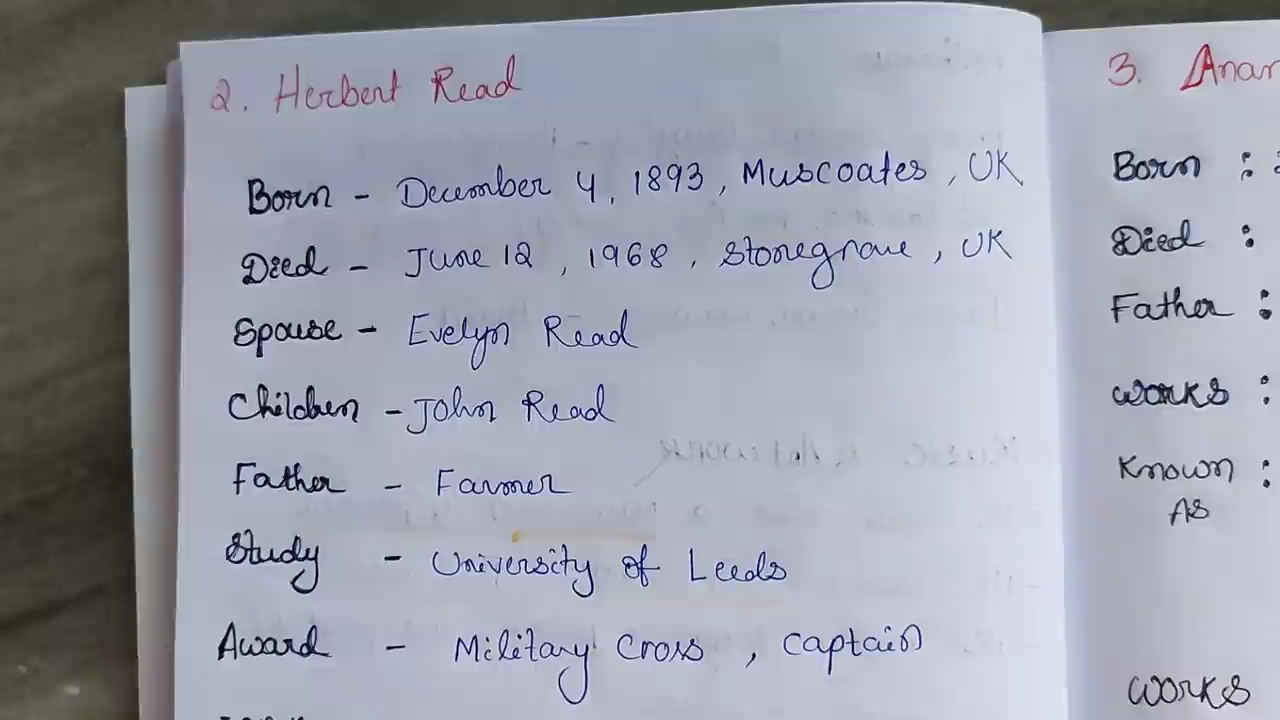 2. Herbert Read
Born - December 4, 1893, Muscoates, UK
Died - June 12, 1968, Stonegrave, UK
Spouse - Evelyn Read
Children - John Read
Father - Farmer
Study - University of Leeds
Award - Military Cross, Captain
3. Anan
Born :
Died :
Father :
Works :
Known :
As
Works